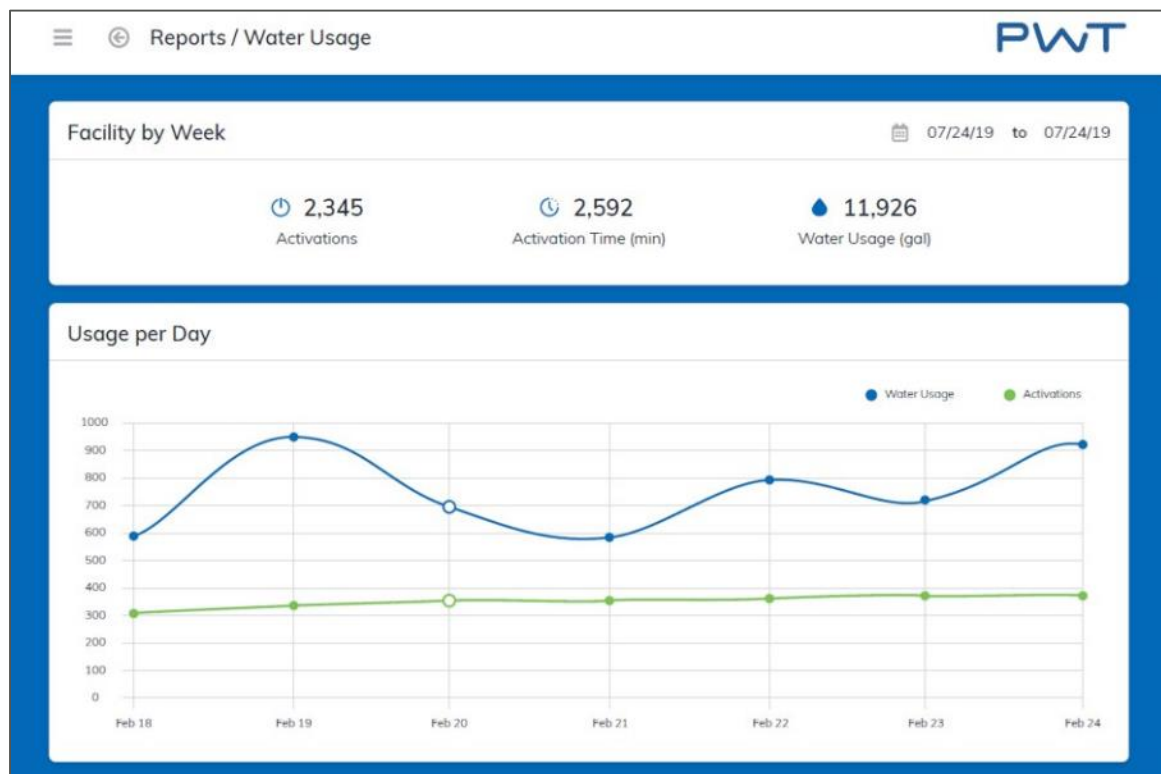 Reports / Water Usage
PWT
Facility by Week
07/24/19 to 07/24/19
2,345
2,592
11,926
Activations
Activation Time (min)
Water Usage (gal)
Usage per Day
Water Usage
Activations
1000
900
800
700
600
500
400
300
200
100
0
Feb 18
Feb 19
Feb 20
Feb 21
Feb 22
Feb 23
Feb 24